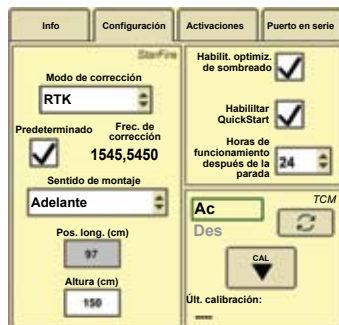 Info
Configuración
Activaciones
Puerto en serie
StarFire
Modo de corrección
RTK
Predeterminado
Frec. de
corrección
1545,5450
Sentido de montaje
Adelante
Pos. long. (cm)
97
Altura (cm)
150
Habilit. optimiz.
de sombreado
Habililtar
QuickStart
Horas de
funcionamiento
después de la
parada
24
TCM
Ac
Des
CAL
Últ. calibración:
---